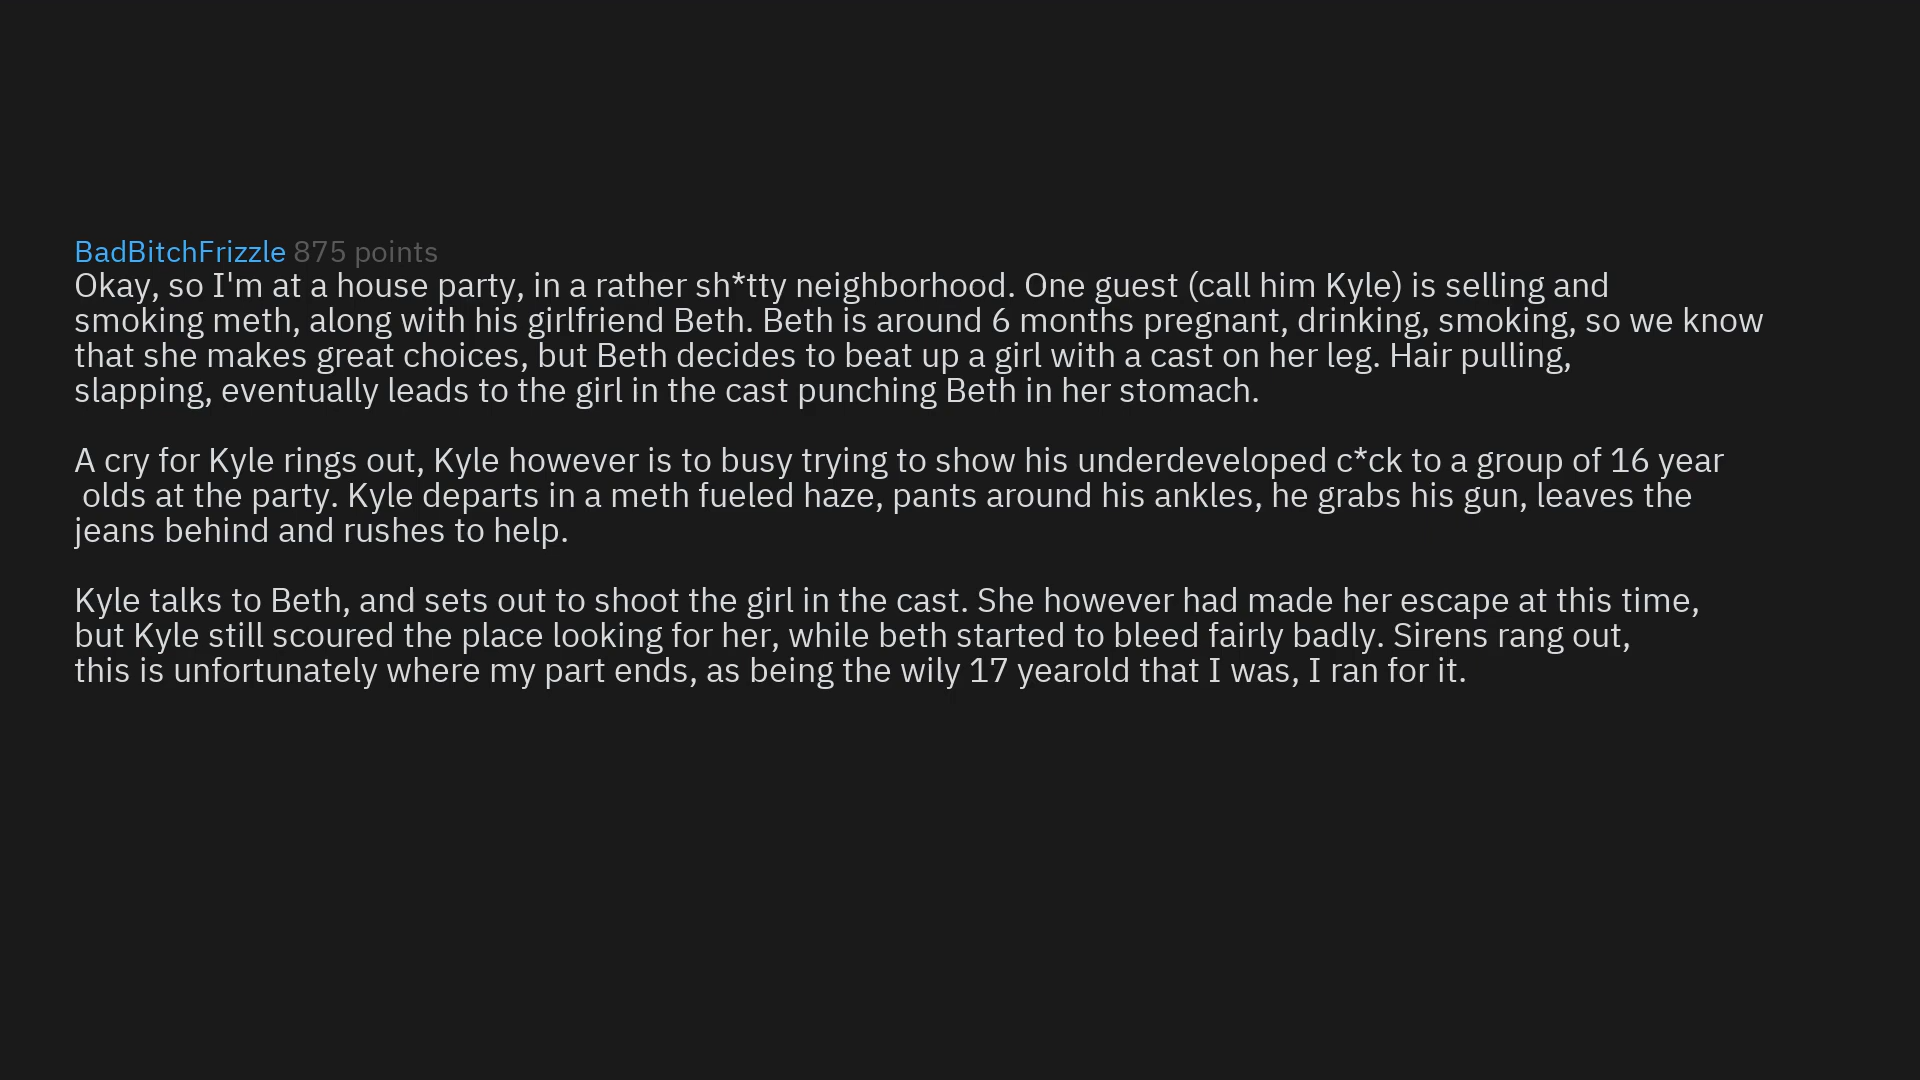 BadBitchFrizzle 875 points
Okay, so I'm at a house party, in a rather sh*tty neighborhood. One guest (call him Kyle) is selling and
smoking meth, along with his girlfriend Beth. Beth is around 6 months pregnant, drinking, smoking, so we know
that she makes great choices, but Beth decides to beat up a girl with a cast on her leg. Hair pulling,
slapping, eventually leads to the girl in the cast punching Beth in her stomach.
A cry for Kyle rings out, Kyle however is to busy trying to show his underdeveloped c*ck to a group of 16 year
olds at the party. Kyle departs in a meth fueled haze, pants around his ankles, he grabs his gun, leaves the
jeans behind and rushes to help.
Kyle talks to Beth, and sets out to shoot the girl in the cast. She however had made her escape at this time,
but Kyle still scoured the place looking for her, while beth started to bleed fairly badly. Sirens rang out,
this is unfortunately where my part ends, as being the wily 17 yearold that I was, I ran for it.